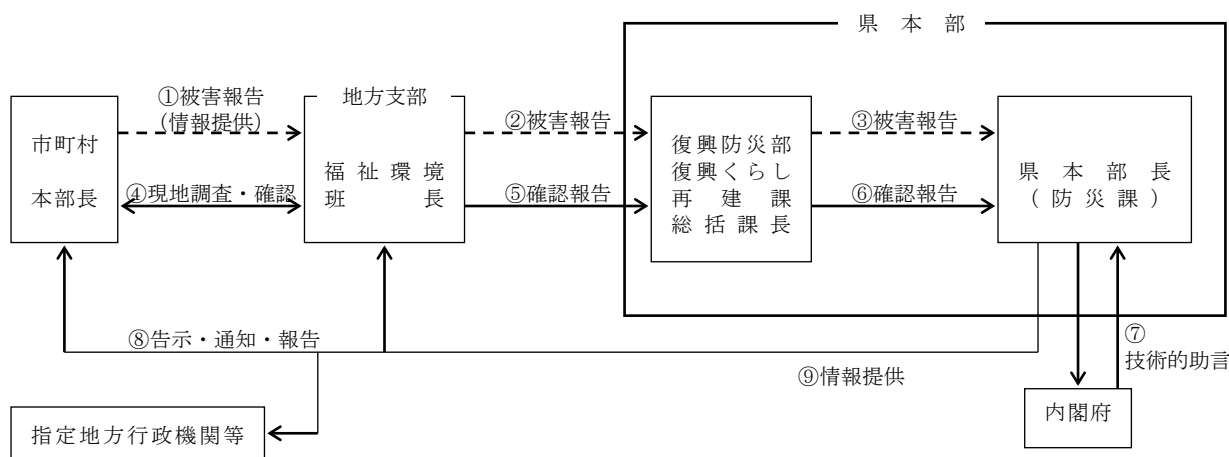 県本部
①被害報告
(情報提供)
地方支部
②被害報告
③被害報告
市町村
本部長
福祉環境
班長
復興防災部
復興くらし
再建課
総括課長
県本部長
(防災課)
④現地調査・確認
⑤確認報告
⑥確認報告
⑧告示・通知・報告
⑦
技術的助言
⑨情報提供
内閣府
指定地方行政機関等